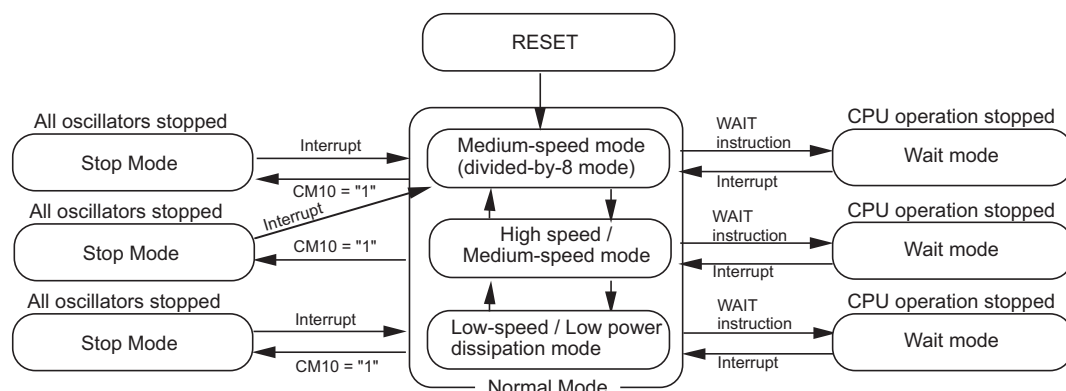 RESET
All oscillators stopped
Stop Mode
Interrupt
CM10 = "1"
Medium-speed mode
(divided-by-8 mode)
WAIT
instruction
Interrupt
CPU operation stopped
Wait mode
All oscillators stopped
Stop Mode
Interrupt
CM10 = "1"
High speed /
Medium-speed mode
WAIT
instruction
Interrupt
CPU operation stopped
Wait mode
All oscillators stopped
Stop Mode
Interrupt
CM10 = "1"
Low-speed / Low power
dissipation mode
WAIT
instruction
Interrupt
CPU operation stopped
Wait mode
Normal Mode